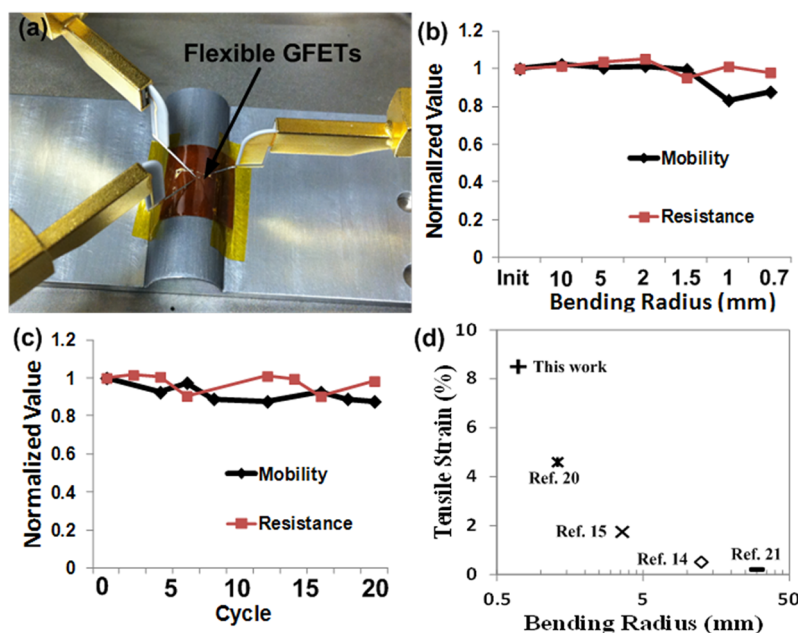 (a)
Flexible GFETs
(b)
Normalized Value
1.2
1
0.8
0.6
0.4
0.2
0
Mobility
Resistance
Init 10 5 2 1.5 1 0.7
Bending Radius (mm)
(c)
Normalized Value
1.2
1
0.8
0.6
0.4
0.2
0
Mobility
Resistance
0 5 10 15 20
Cycle
(d)
Tensile Strain (%)
10
8
6
4
2
0
This work
Ref. 20
Ref. 15
Ref. 14
Ref. 21
0.5 5 50
Bending Radius (mm)